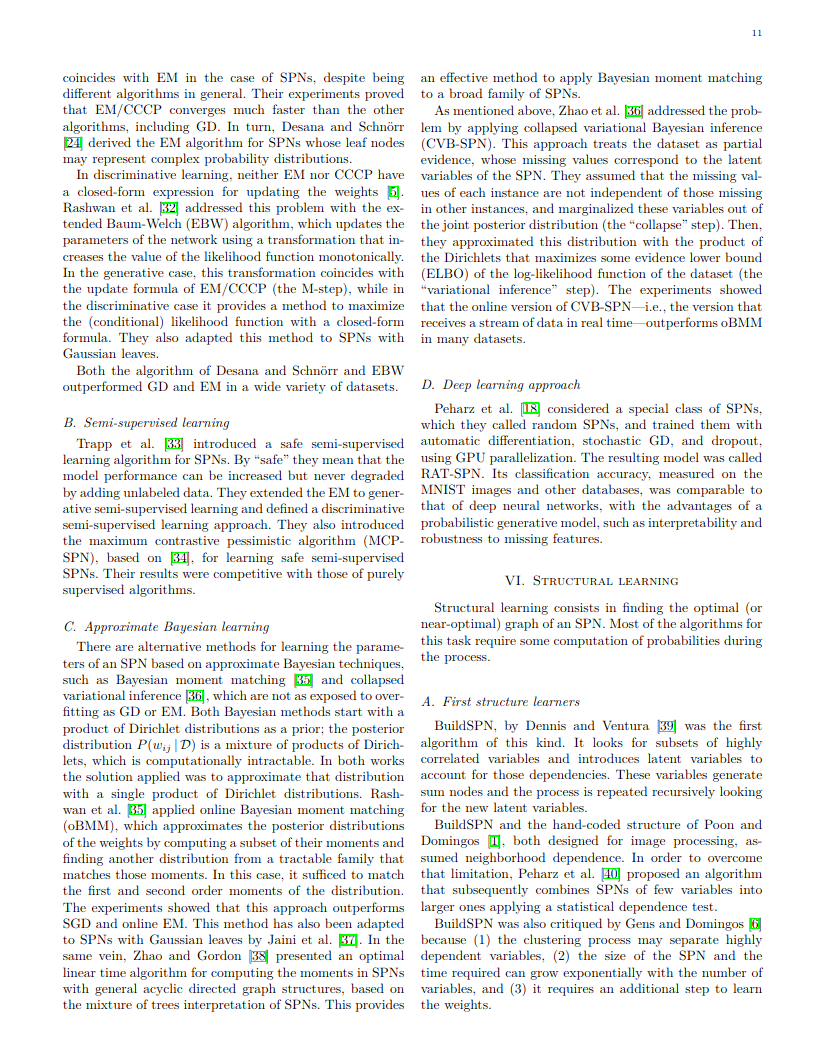 11
coincides with EM in the case of SPNs, despite being
different algorithms in general. Their experiments proved
that EM/CCCP converges much faster than the other
algorithms, including GD. In turn, Desana and Schnörr
[24] derived the EM algorithm for SPNs whose leaf nodes
may represent complex probability distributions.
In discriminative learning, neither EM nor CCCP have
a closed-form expression for updating the weights [5].
Rashwan et al. [32] addressed this problem with the ex-
tended Baum-Welch (EBW) algorithm, which updates the
parameters of the network using a transformation that in-
creases the value of the likelihood function monotonically.
In the generative case, this transformation coincides with
the update formula of EM/CCCP (the M-step), while in
the discriminative case it provides a method to maximize
the (conditional) likelihood function with a closed-form
formula. They also adapted this method to SPNs with
Gaussian leaves.
Both the algorithm of Desana and Schnörr and EBW
outperformed GD and EM in a wide variety of datasets.
B. Semi-supervised learning
Trapp et al. [33] introduced a safe semi-supervised
learning algorithm for SPNs. By “safe” they mean that the
model performance can be increased but never degraded
by adding unlabeled data. They extended the EM to gener-
ative semi-supervised learning and defined a discriminative
semi-supervised learning approach. They also introduced
the maximum contrastive pessimistic algorithm (MCP-
SPN), based on [34], for learning safe semi-supervised
SPNs. Their results were competitive with those of purely
supervised algorithms.
C. Approximate Bayesian learning
There are alternative methods for learning the parame-
ters of an SPN based on approximate Bayesian techniques,
such as Bayesian moment matching [35] and collapsed
variational inference [36], which are not as exposed to over-
fitting as GD or EM. Both Bayesian methods start with a
product of Dirichlet distributions as a prior; the posterior
distribution P(w_ij | D) is a mixture of products of Dirich-
lets, which is computationally intractable. In both works
the solution applied was to approximate that distribution
with a single product of Dirichlet distributions. Rash-
wan et al. [35] applied online Bayesian moment matching
(oBMM), which approximates the posterior distributions
of the weights by computing a subset of their moments and
finding another distribution from a tractable family that
matches those moments. In this case, it sufficed to match
the first and second order moments of the distribution.
The experiments showed that this approach outperforms
SGD and online EM. This method has also been adapted
to SPNs with Gaussian leaves by Jaini et al. [37]. In the
same vein, Zhao and Gordon [38] presented an optimal
linear time algorithm for computing the moments in SPNs
with general acyclic directed graph structures, based on
the mixture of trees interpretation of SPNs. This provides
an effective method to apply Bayesian moment matching
to a broad family of SPNs.
As mentioned above, Zhao et al. [36] addressed the prob-
lem by applying collapsed variational Bayesian inference
(CVB-SPN). This approach treats the dataset as partial
evidence, whose missing values correspond to the latent
variables of the SPN. They assumed that the missing val-
ues of each instance are not independent of those missing
in other instances, and marginalized these variables out of
the joint posterior distribution (the “collapse” step). Then,
they approximated this distribution with the product of
the Dirichlets that maximizes some evidence lower bound
(ELBO) of the log-likelihood function of the dataset (the
“variational inference” step). The experiments showed
that the online version of CVB-SPN—i.e., the version that
receives a stream of data in real time—outperforms oBMM
in many datasets.
D. Deep learning approach
Peharz et al. [18] considered a special class of SPNs,
which they called random SPNs, and trained them with
automatic differentiation, stochastic GD, and dropout,
using GPU parallelization. The resulting model was called
RAT-SPN. Its classification accuracy, measured on the
MNIST images and other databases, was comparable to
that of deep neural networks, with the advantages of a
probabilistic generative model, such as interpretability and
robustness to missing features.
VI. Structural learning
Structural learning consists in finding the optimal (or
near-optimal) graph of an SPN. Most of the algorithms for
this task require some computation of probabilities during
the process.
A. First structure learners
BuildSPN, by Dennis and Ventura [39] was the first
algorithm of this kind. It looks for subsets of highly
correlated variables and introduces latent variables to
account for those dependencies. These variables generate
sum nodes and the process is repeated recursively looking
for the new latent variables.
BuildSPN and the hand-coded structure of Poon and
Domingos [1], both designed for image processing, as-
sumed neighborhood dependence. In order to overcome
that limitation, Peharz et al. [40] proposed an algorithm
that subsequently combines SPNs of few variables into
larger ones applying a statistical dependence test.
BuildSPN was also critiqued by Gens and Domingos [6]
because (1) the clustering process may separate highly
dependent variables, (2) the size of the SPN and the
time required can grow exponentially with the number of
variables, and (3) it requires an additional step to learn
the weights.